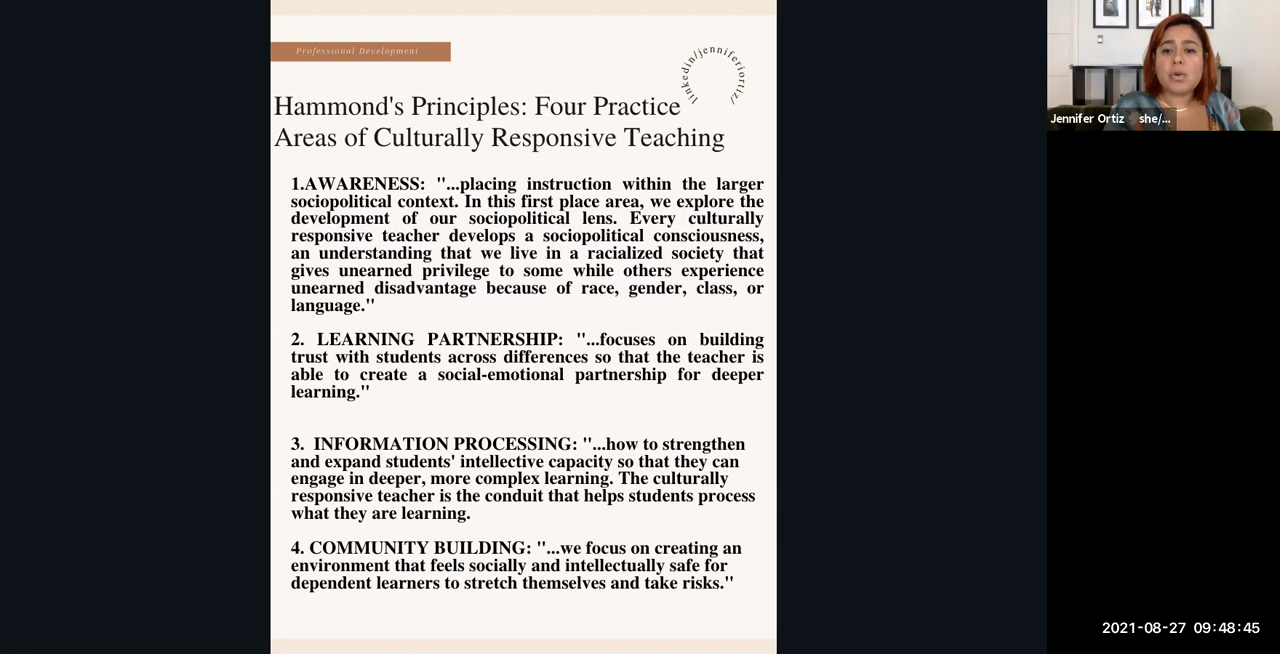 Professional Development
linkedin/jenniferiortiz/
Hammond's Principles: Four Practice
Areas of Culturally Responsive Teaching
1.AWARENESS: "...placing instruction within the larger
sociopolitical context. In this first place area, we explore the
development of our sociopolitical lens. Every culturally
responsive teacher develops a sociopolitical consciousness,
an understanding that we live in a racialized society that
gives unearned privilege to some while others experience
unearned disadvantage because of race, gender, class, or
language."
2. LEARNING PARTNERSHIP: "...focuses on building
trust with students across differences so that the teacher is
able to create a social-emotional partnership for deeper
learning."
3. INFORMATION PROCESSING: "...how to strengthen
and expand students' intellective capacity so that they can
engage in deeper, more complex learning. The culturally
responsive teacher is the conduit that helps students process
what they are learning.
4. COMMUNITY BUILDING: "...we focus on creating an
environment that feels socially and intellectually safe for
dependent learners to stretch themselves and take risks."
Jennifer Ortiz she/...
2021-08-27 09:48:45